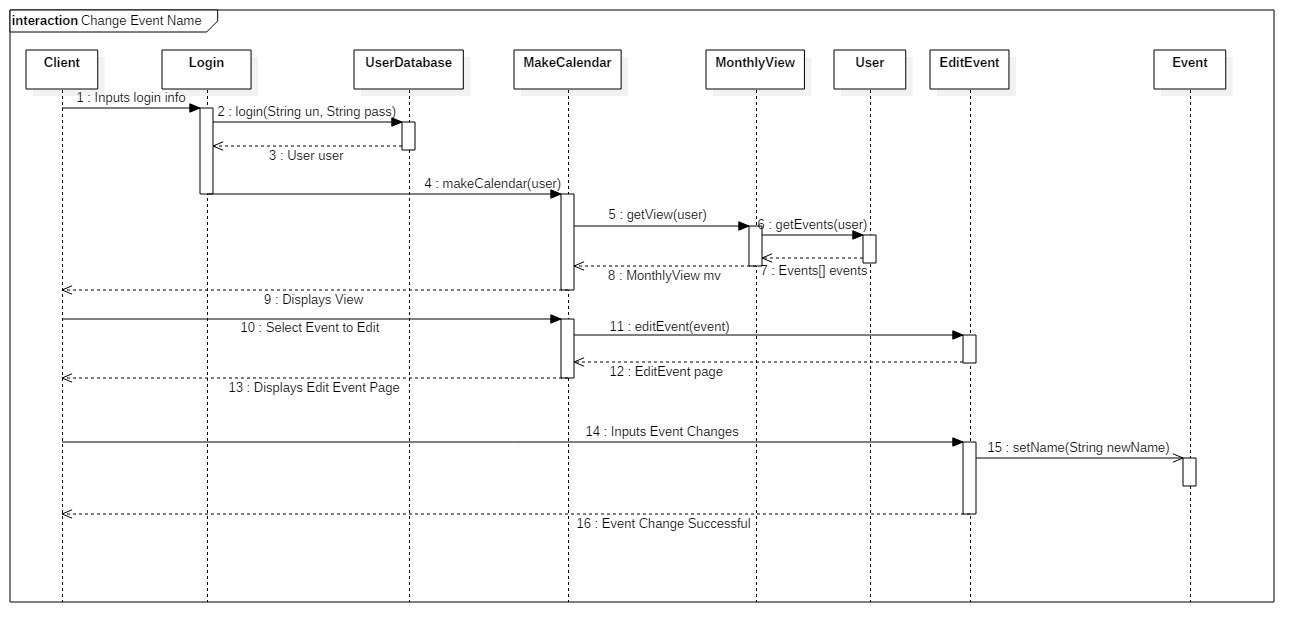 interaction Change Event Name
Client
Login
UserDatabase
MakeCalendar
MonthlyView
User
EditEvent
Event
1 : Inputs login info
2 : login(String un, String pass)
3 : User user
4 : makeCalendar(user)
5 : getView(user)
6 : getEvents(user)
7 : Events[] events
8 : MonthlyView mv
9 : Displays View
10 : Select Event to Edit
11 : editEvent(event)
12 : EditEvent page
13 : Displays Edit Event Page
14 : Inputs Event Changes
15 : setName(String newName)
16 : Event Change Successful